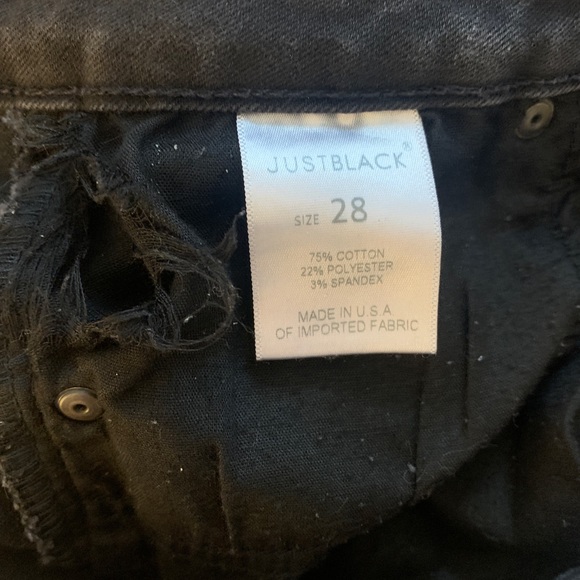 JUSTBLACK®
SIZE 28
75% COTTON
22% POLYESTER
3% SPANDEX
MADE IN U.S.A
OF IMPORTED FABRIC